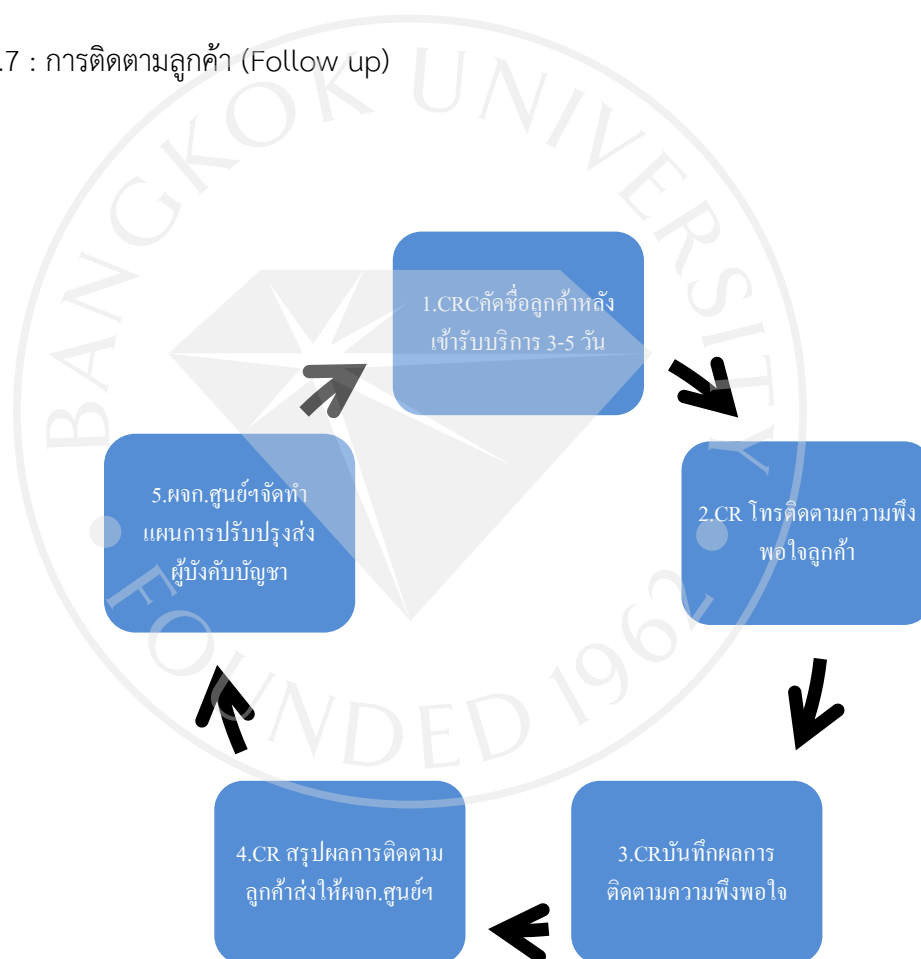 .7 : การติดตามลูกค้า (Follow up)
BANGKOK UNIVERSITY
1.CRCคัดชื่อลูกค้าหลัง
เข้ารับบริการ 3-5 วัน
2.CR โทรติดตามความพึง
พอใจลูกค้า
3.CRบันทึกผลการ
ติดตามความพึงพอใจ
4.CR สรุปผลการติดตาม
ลูกค้าส่งให้ผจก.ศูนย์ฯ
5.ผจก.ศูนย์ฯจัดทำ
แผนการปรับปรุงส่ง
ผู้บังคับบัญชา
FOUNDED 1962